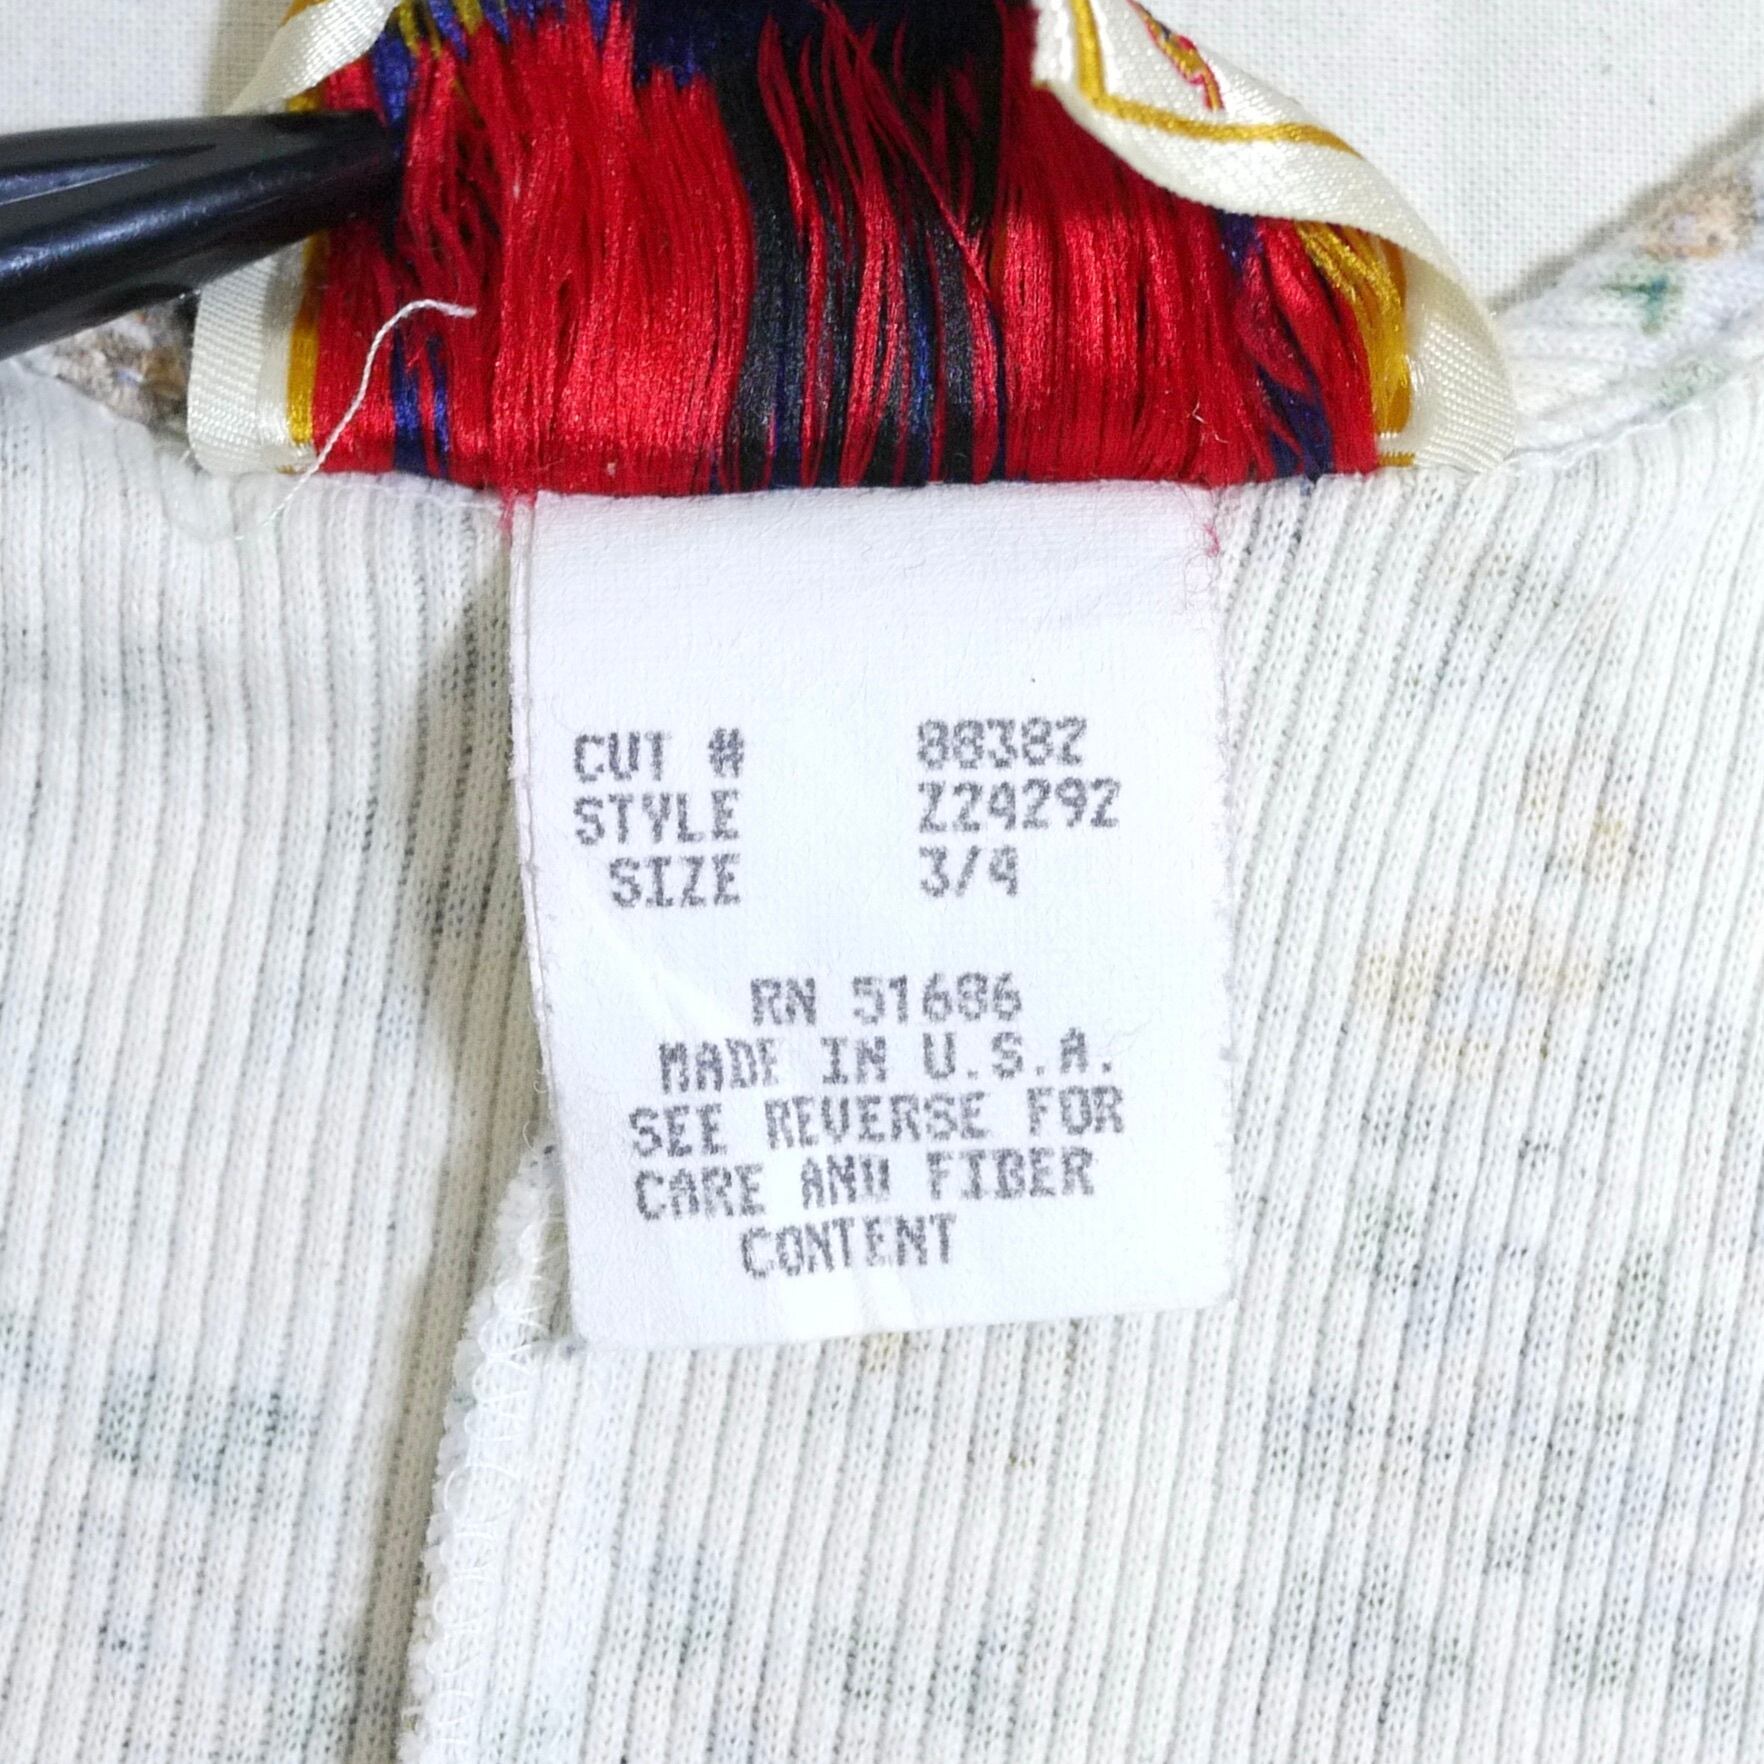 CUT # 88382
STYLE Z24292
SIZE 3/4
RN 51686
MADE IN U.S.A.
SEE REVERSE FOR
CARE AND FIBER
CONTENT